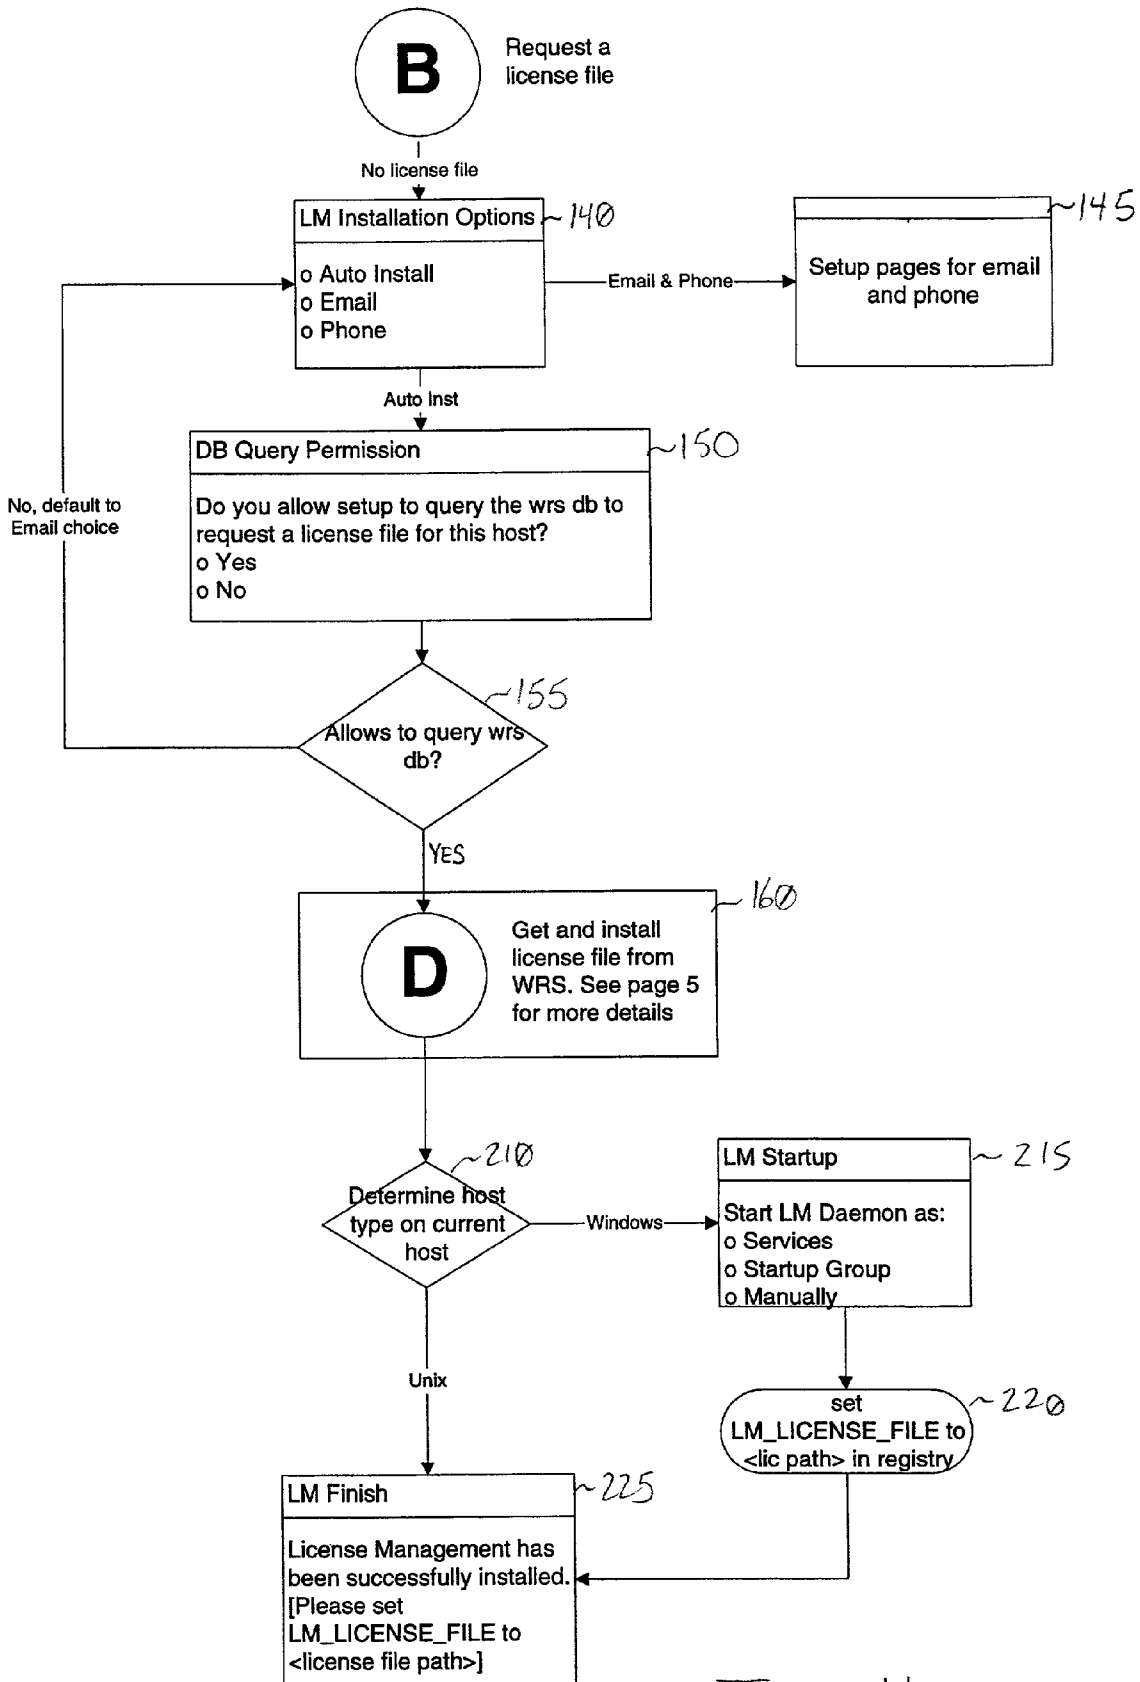 B
Request a
license file
No license file
LM Installation Options
140
o Auto Install
o Email
o Phone
Email & Phone
145
Setup pages for email
and phone
Auto Inst
DB Query Permission
150
Do you allow setup to query the wrs db to
request a license file for this host?
o Yes
o No
No, default to
Email choice
155
Allows to query wrs
db?
YES
160
D
Get and install
license file from
WRS. See page 5
for more details
210
Determine host
type on current
host
Windows
LM Startup
215
Start LM Daemon as:
o Services
o Startup Group
o Manually
Unix
220
set
LM_LICENSE_FILE to
<lic path> in registry
LM Finish
225
License Management has
been successfully installed.
[Please set
LM_LICENSE_FILE to
<license file path>]